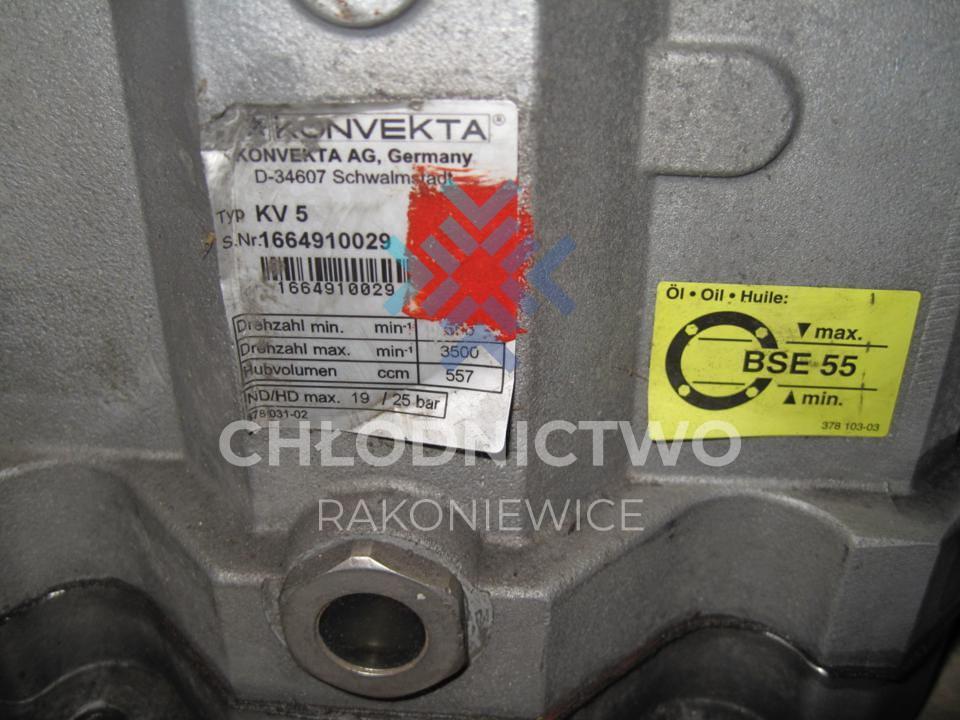 KONVEKTA®
KONVEKTA AG, Germany
D-34607 Schwalmstadt
Typ KV 5
S.Nr.1664910029
1664910029
Drehzahl min. min-¹
Drehzahl max. min-¹ 3500
Hubvolumen ccm 557
ND/HD max. 19 / 25 bar
378 031-02
Öl • Oil • Huile:
▼ max.
BSE 55
▲ min.
378 103-03
CHŁODNICTWO
RAKONIEWICE